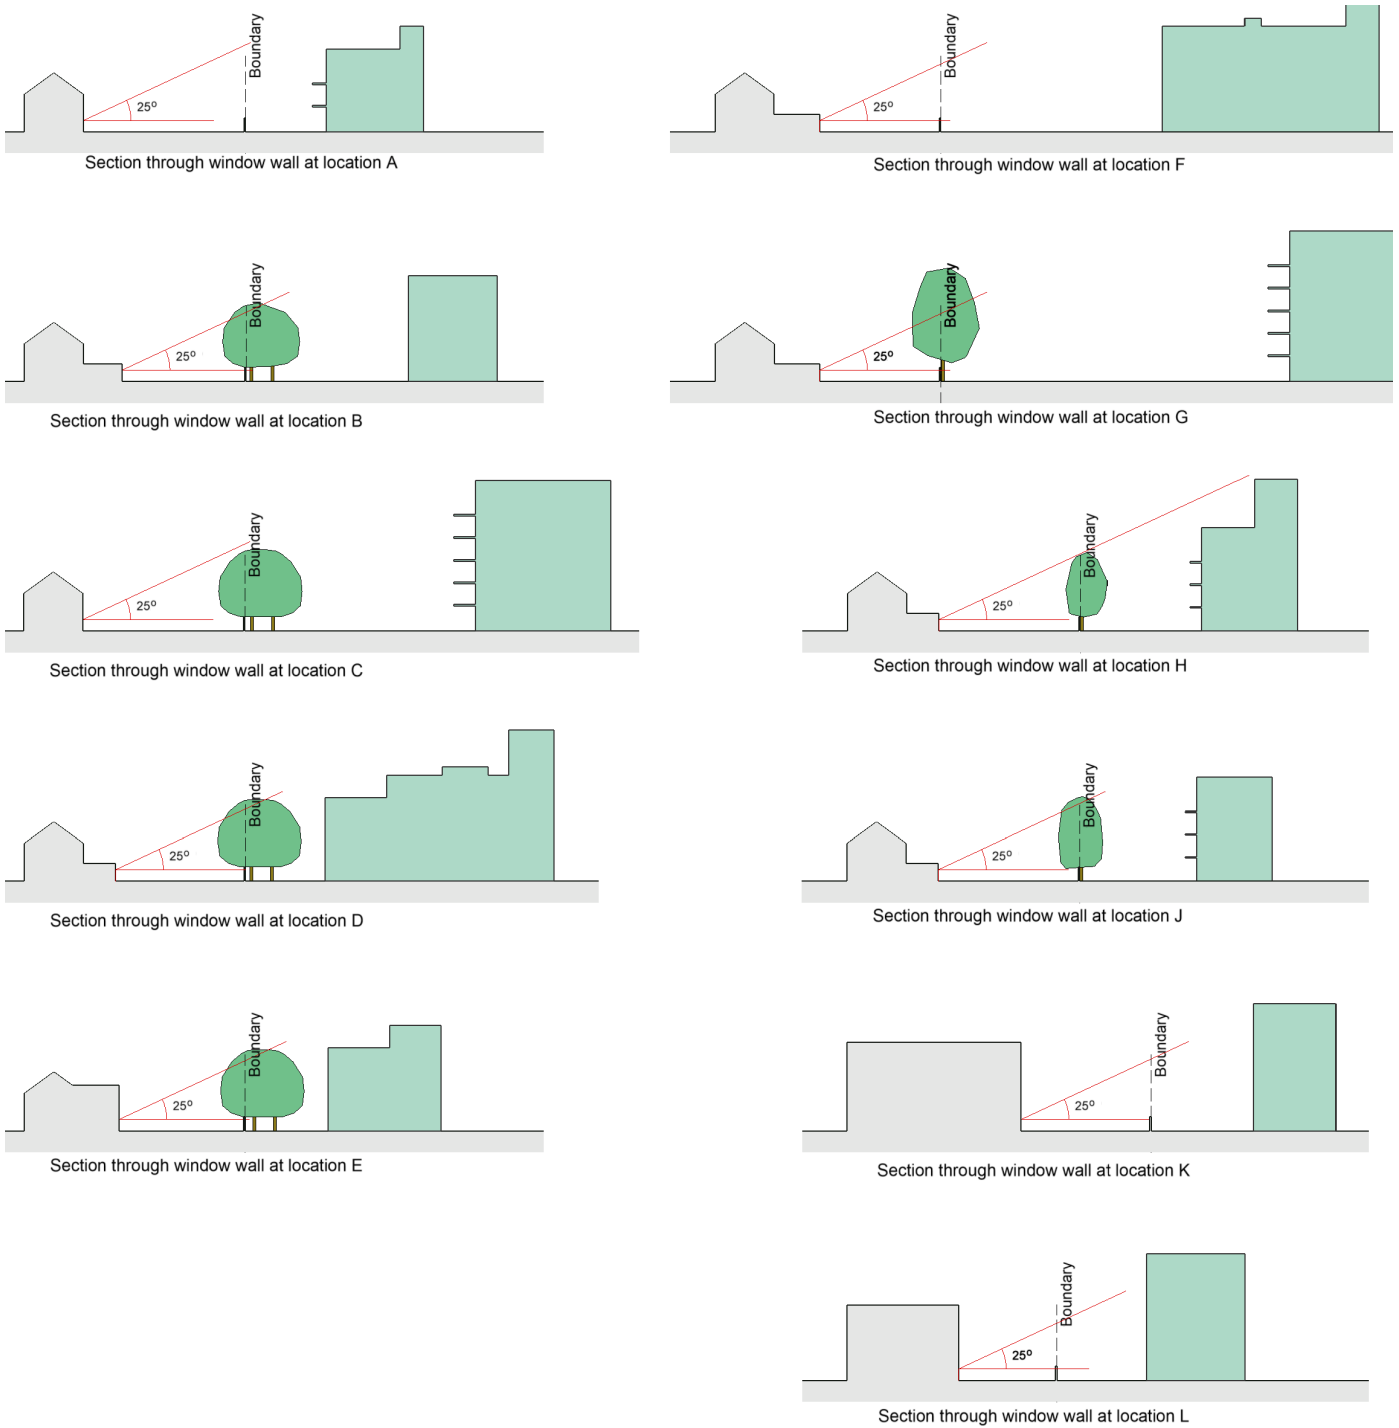 Boundary
25º
Section through window wall at location A
Boundary
25º
Section through window wall at location F
Boundary
25º
Section through window wall at location B
Boundary
25º
Section through window wall at location G
Boundary
25º
Section through window wall at location C
Boundary
25º
Section through window wall at location H
Boundary
25º
Section through window wall at location D
Boundary
25º
Section through window wall at location J
Boundary
25º
Section through window wall at location E
Boundary
25º
Section through window wall at location K
Boundary
25º
Section through window wall at location L